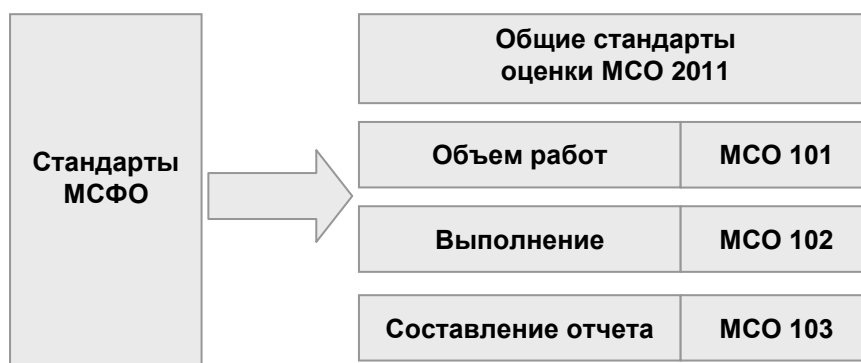 Стандарты
МСФО
Общие стандарты
оценки МСО 2011
Объем работ МСО 101
Выполнение МСО 102
Составление отчета МСО 103